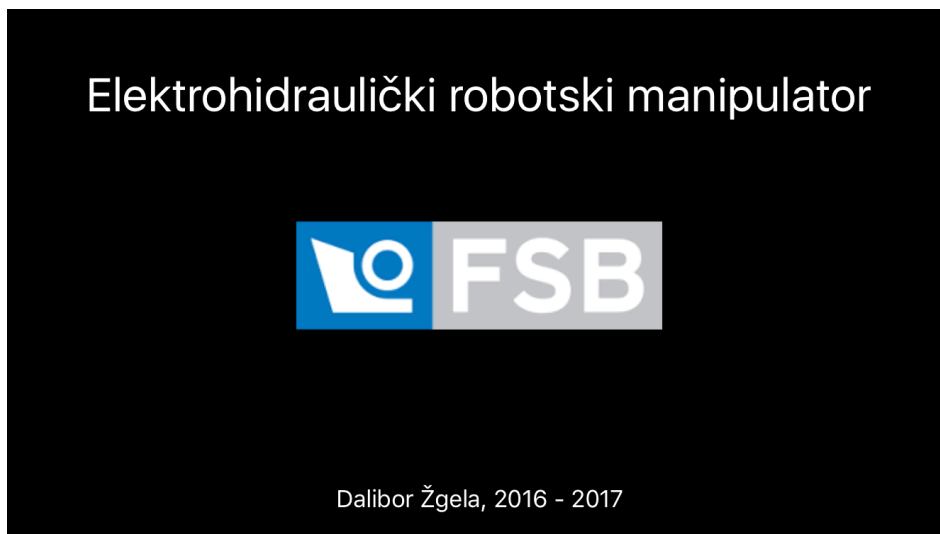 Elektrohidraulički robotski manipulator
FSB
Dalibor Žgela, 2016 - 2017